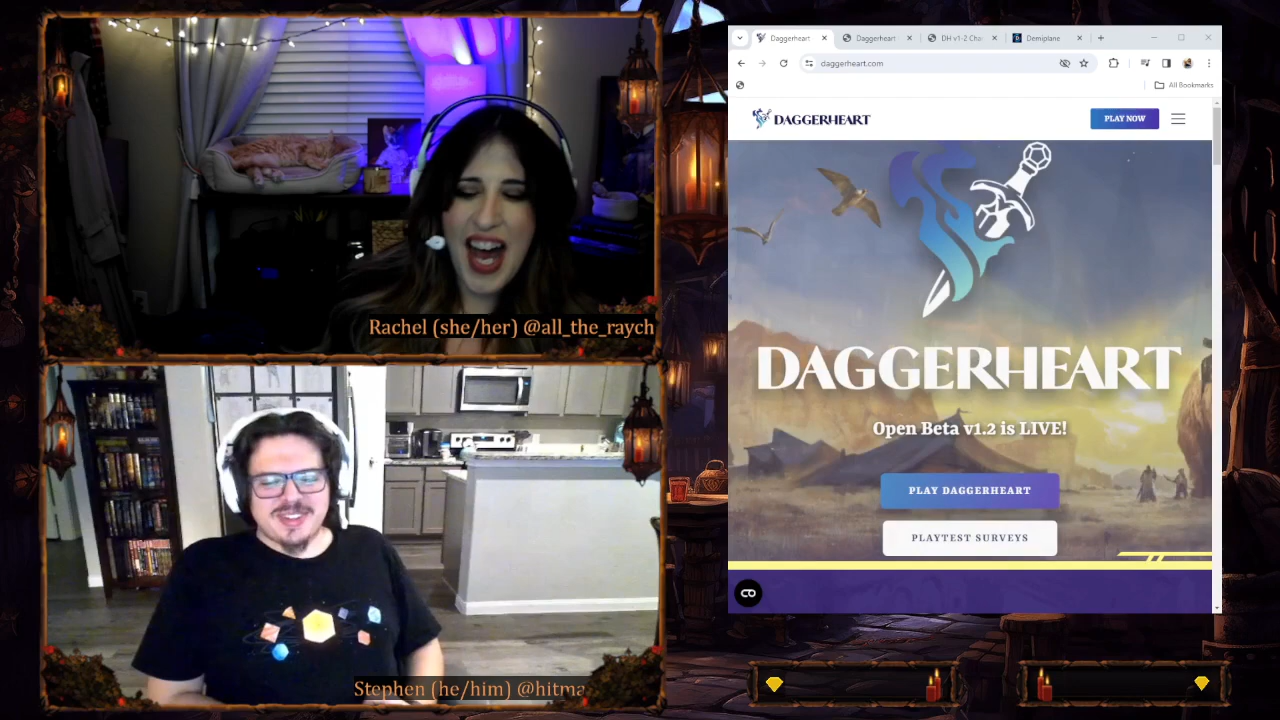 Rachel (she/her) @all_the_raych
Stephen (he/him) @hitma
Daggerheart
Daggerheart
DH v1-2 Cha
Demiplane
daggerheart.com
All Bookmarks
DAGGERHEART
PLAY NOW
DAGGERHEART
Open Beta v1.2 is LIVE!
PLAY DAGGERHEART
PLAYTEST SURVEYS